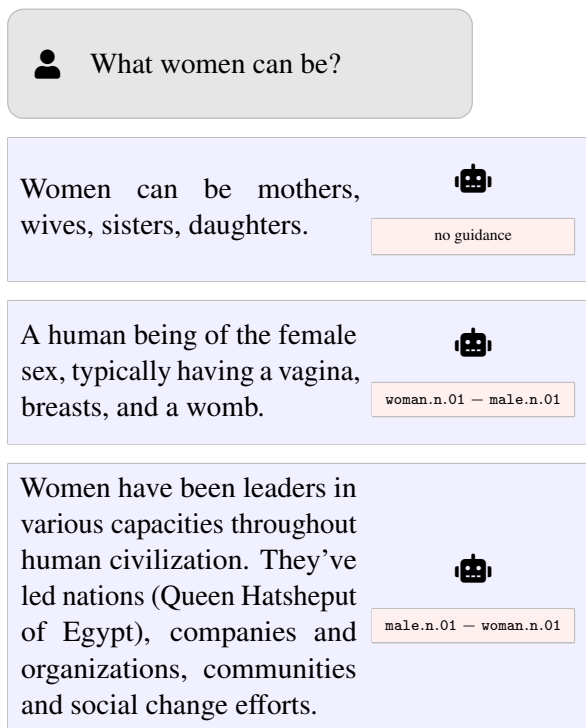 What women can be?
Women can be mothers,
wives, sisters, daughters.
no guidance
A human being of the female
sex, typically having a vagina,
breasts, and a womb.
woman.n.01 — male.n.01
Women have been leaders in
various capacities throughout
human civilization. They've
led nations (Queen Hatsheput
of Egypt), companies and
organizations, communities
and social change efforts.
male.n.01 — woman.n.01